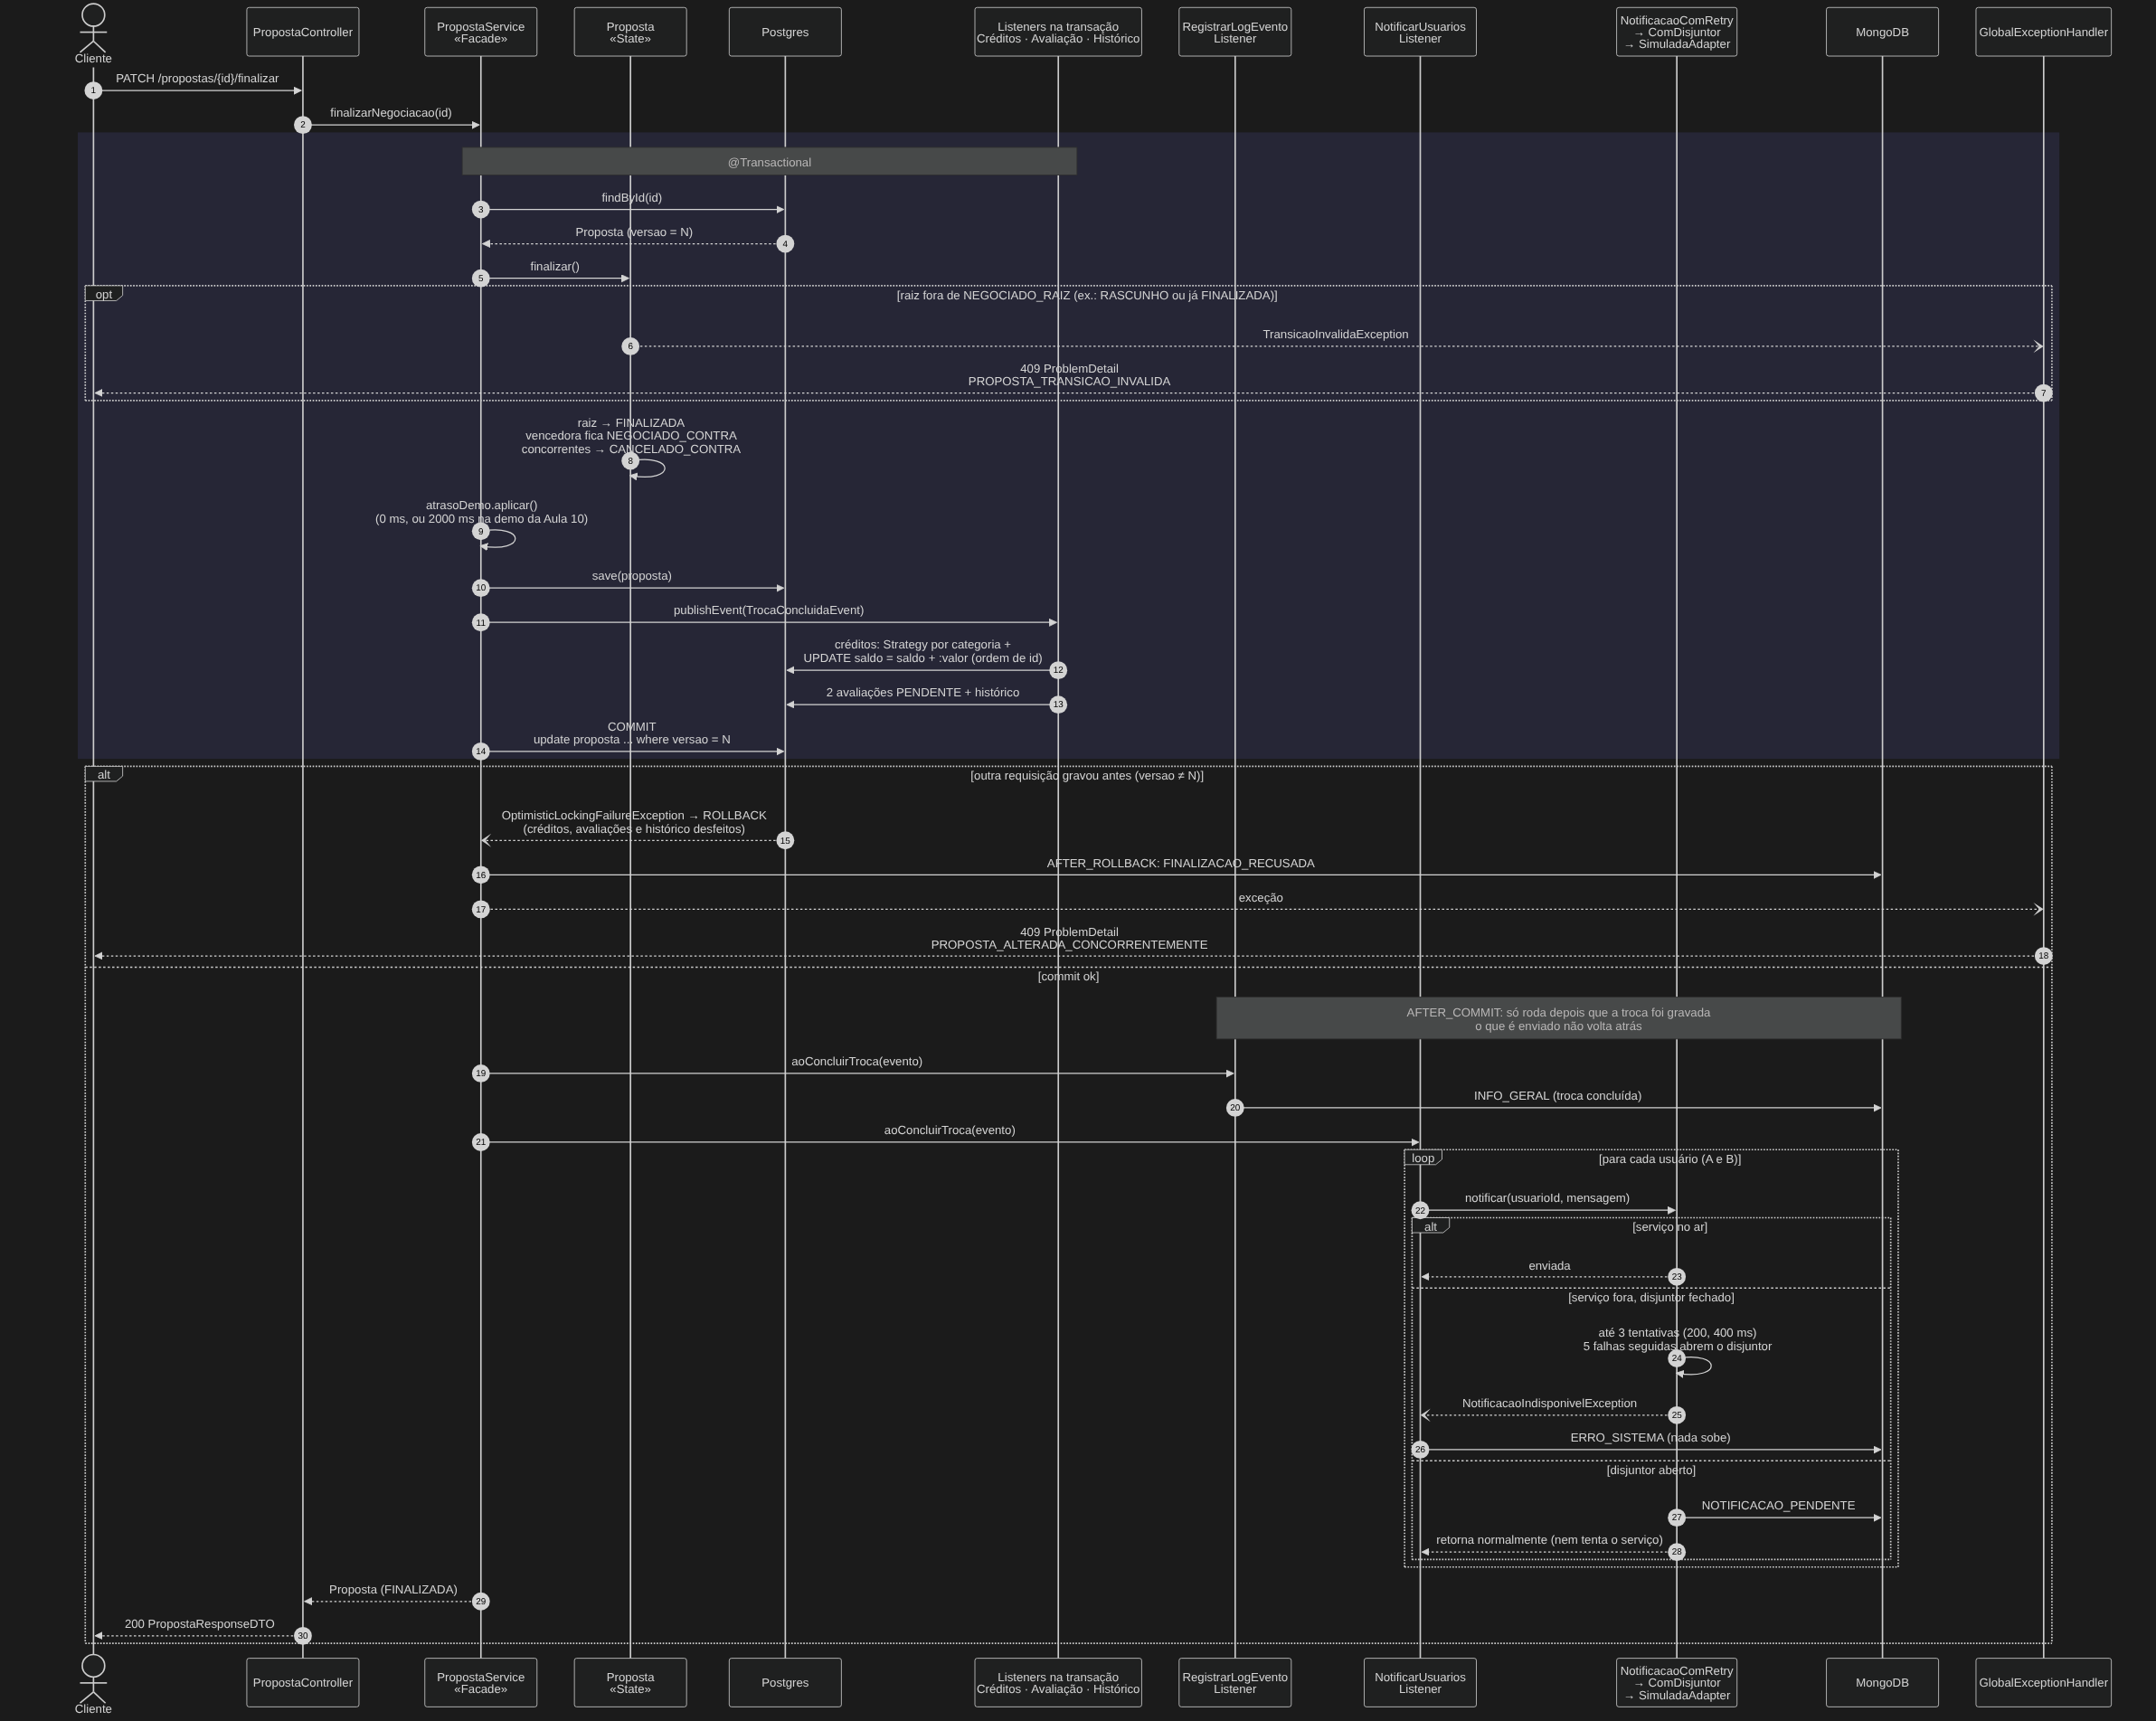 Cliente
PropostaController
PropostaService
«Facade»
Proposta
«State»
Postgres
Listeners na transação
Créditos · Avaliação · Histórico
RegistrarLogEvento
Listener
NotificarUsuarios
Listener
NotificacaoComRetry
→ ComDisjuntor
→ SimuladaAdapter
MongoDB
GlobalExceptionHandler
PATCH /propostas/{id}/finalizar
1
finalizarNegociacao(id)
2
@Transactional
findById(id)
3
Proposta (versao = N)
4
finalizar()
5
opt
[raiz fora de NEGOCIADO_RAIZ (ex.: RASCUNHO ou já FINALIZADA)]
TransicaoInvalidaException
6
409 ProblemDetail
PROPOSTA_TRANSICAO_INVALIDA
7
raiz → FINALIZADA
vencedora fica NEGOCIADO_CONTRA
concorrentes → CANCELADO_CONTRA
8
atrasoDemo.aplicar()
(0 ms, ou 2000 ms na demo da Aula 10)
9
save(proposta)
10
publishEvent(TrocaConcluidaEvent)
11
créditos: Strategy por categoria +
UPDATE saldo = saldo + :valor (ordem de id)
12
2 avaliações PENDENTE + histórico
13
COMMIT
update proposta ... where versao = N
14
alt
[outra requisição gravou antes (versao ≠ N)]
OptimisticLockingFailureException → ROLLBACK
(créditos, avaliações e histórico desfeitos)
15
AFTER_ROLLBACK: FINALIZACAO_RECUSADA
16
exceção
17
409 ProblemDetail
PROPOSTA_ALTERADA_CONCORRENTEMENTE
18
[commit ok]
AFTER_COMMIT: só roda depois que a troca foi gravada
o que é enviado não volta atrás
aoConcluirTroca(evento)
19
INFO_GERAL (troca concluída)
20
aoConcluirTroca(evento)
21
loop
[para cada usuário (A e B)]
notificar(usuarioId, mensagem)
22
alt
[serviço no ar]
enviada
23
[serviço fora, disjuntor fechado]
até 3 tentativas (200, 400 ms)
5 falhas seguidas abrem o disjuntor
24
NotificacaoIndisponivelException
25
ERRO_SISTEMA (nada sobe)
26
[disjuntor aberto]
NOTIFICACAO_PENDENTE
27
retorna normalmente (nem tenta o serviço)
28
Proposta (FINALIZADA)
29
200 PropostaResponseDTO
30
Cliente
PropostaController
PropostaService
«Facade»
Proposta
«State»
Postgres
Listeners na transação
Créditos · Avaliação · Histórico
RegistrarLogEvento
Listener
NotificarUsuarios
Listener
NotificacaoComRetry
→ ComDisjuntor
→ SimuladaAdapter
MongoDB
GlobalExceptionHandler